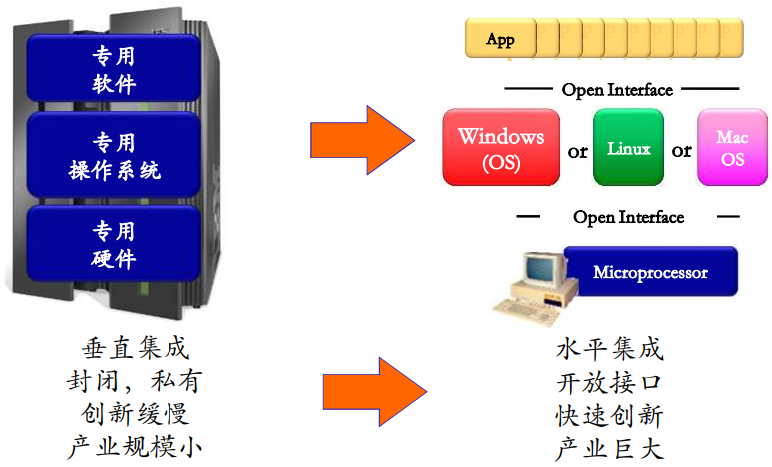 专用
软件
专用
操作系统
专用
硬件
垂直集成
封闭，私有
创新缓慢
产业规模小
App
Open Interface
Windows
(OS)
or
Linux
or
Mac
OS
Open Interface
Microprocessor
水平集成
开放接口
快速创新
产业巨大